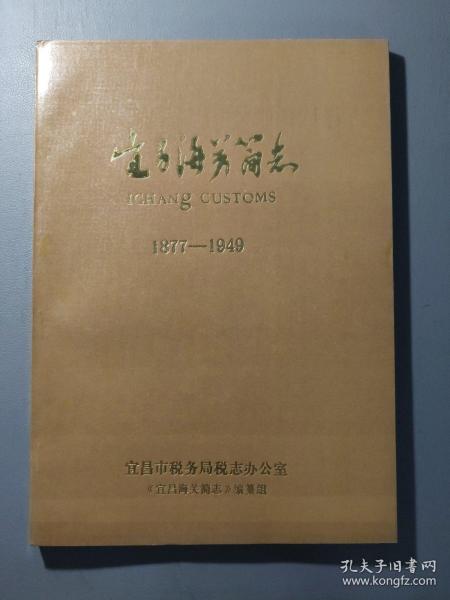 宜昌海关简志
ICHANg CUSTOMS
1877—1949
宜昌市税务局税志办公室
《宜昌海关简志》编纂组
孔夫子旧书网
www.kongfz.com